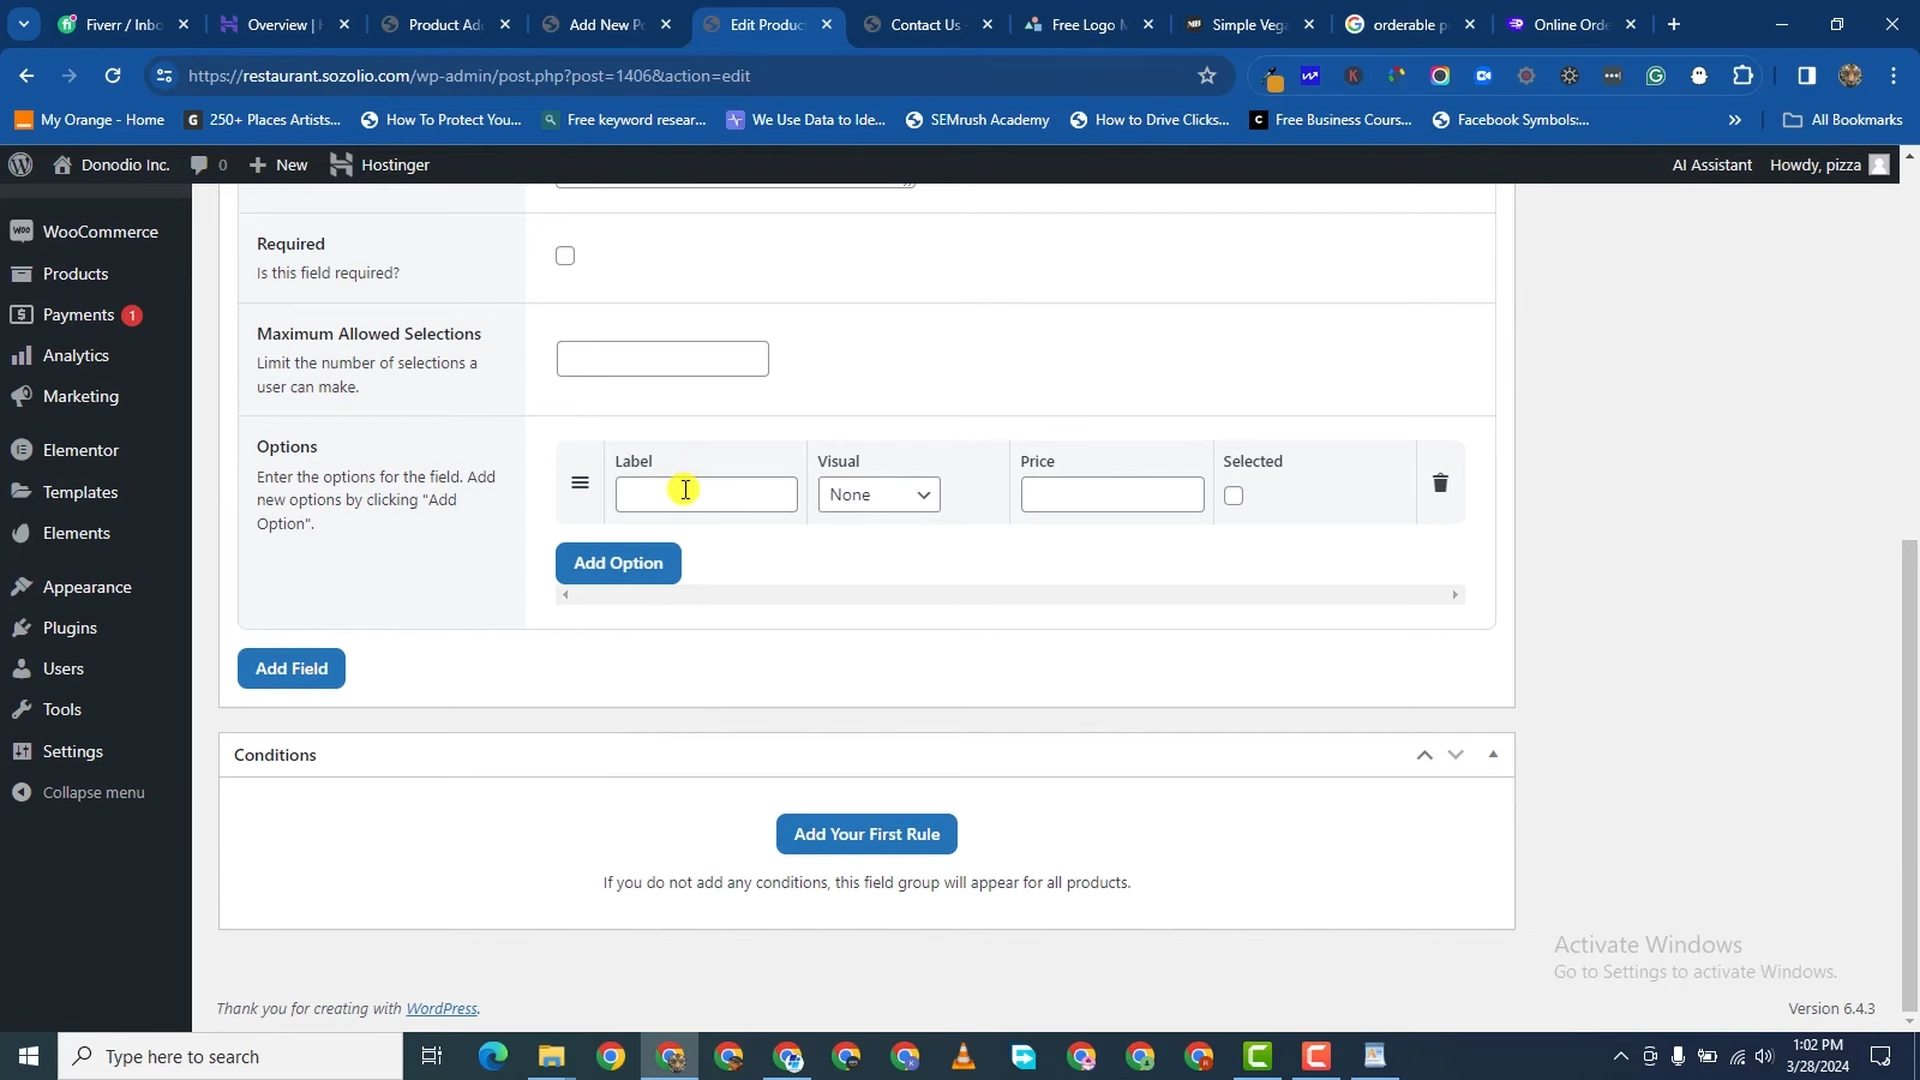 Fiverr / Inbo
Overview | H
Product Add
Add New Po
Edit Produc
Contact Us
Free Logo M
Simple Vega
orderable p
Online Orde
https://restaurant.sozolio.com/wp-admin/post.php?post=1406&action=edit
My Orange - Home
250+ Places Artists...
How To Protect You...
Free keyword resear...
We Use Data to Ide...
SEMrush Academy
How to Drive Clicks...
Free Business Cours...
Facebook Symbols:...
All Bookmarks
Donodio Inc.
0
New
Hostinger
AI Assistant
Howdy, pizza
WooCommerce
Products
Payments 1
Analytics
Marketing
Elementor
Templates
Elements
Appearance
Plugins
Users
Tools
Settings
Collapse menu
Required
Is this field required?
Maximum Allowed Selections
Limit the number of selections a
user can make.
Options
Enter the options for the field. Add
new options by clicking "Add
Option".
Label
Visual
Price
Selected
None
Add Option
Add Field
Conditions
Add Your First Rule
If you do not add any conditions, this field group will appear for all products.
Activate Windows
Go to Settings to activate Windows.
Thank you for creating with WordPress.
Version 6.4.3
Type here to search
1:02 PM
3/28/2024